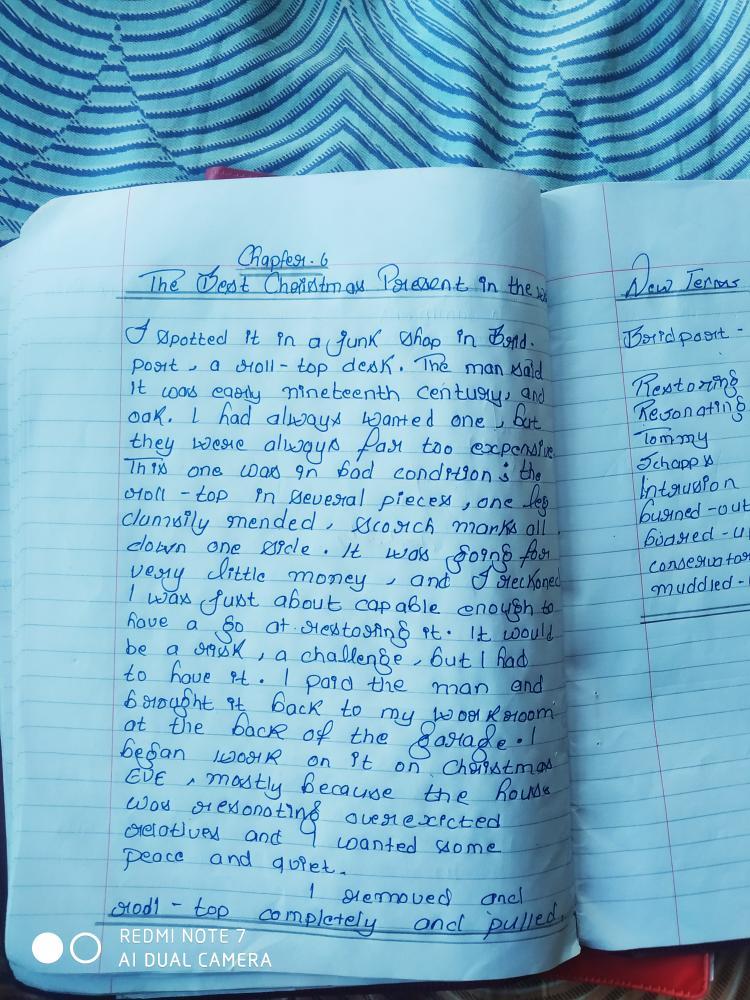 Chapter.6
The Best Christmas Present in the
I spotted it in a junk shop in Brid.
port, a roll-top desk. The man said
it was early nineteenth century, and
oak. I had always wanted one, but
they were always far too expensive
This one was in bad condition; the
roll-top in several pieces, one leg
clumsily mended, scorch marks all
down one side. It was going for
very little money, and I reckoned
I was just about capable enough to
have a go at restoring it. It would
be a risk, a challenge, but I had
to have it. I paid the man and
brought it back to my workroom
at the back of the garage. I
began work on it on Christmas
EVE, mostly because the house
was resonating overexicted
relatives and I wanted some
peace and quiet.
I removed and
rodl-top completely and pulled
New Terms
Bridport-
Restoring
Resonating
Tommy
Schapps
Intrusion
burned-out
boared-u
conservator
muddled-
REDMI NOTE 7
AI DUAL CAMERA